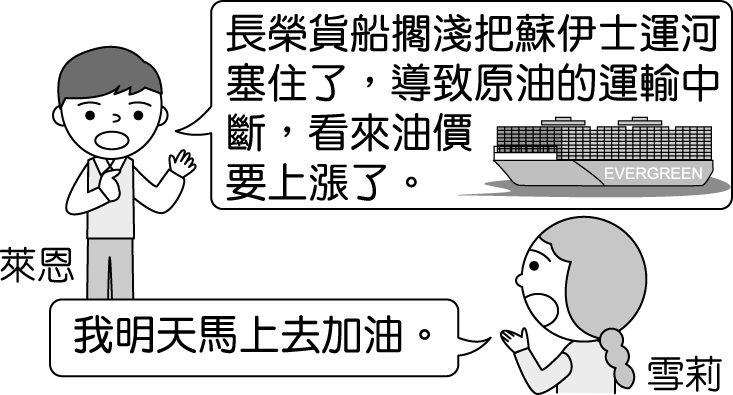 長榮貨船擱淺把蘇伊士運河
塞住了，導致原油的運輸中
斷，看來油價
要上漲了。
EVERGREEN
萊恩
我明天馬上去加油。
雪莉